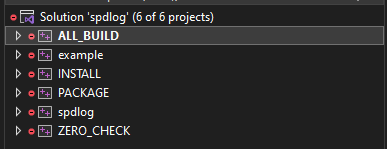 Solution 'spdlog' (6 of 6 projects)
ALL_BUILD
example
INSTALL
PACKAGE
spdlog
ZERO_CHECK